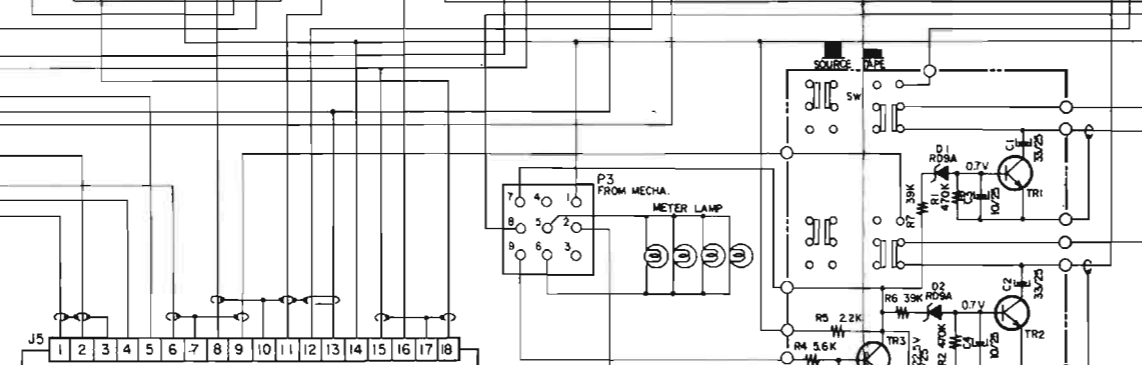 SOURCE TAPE
SW
C1
33/25
D1
RD9A
0.7V
TR1
R1
470K
C3
10/25
R7 39K
P3
FROM MECHA.
7 4 1
8 5 2
9 6 3
METER LAMP
C2
33/25
D2
RD9A
R6 39K
0.7V
TR2
R5 2.2K
R4 5.6K
TR3
R2 470K
C4
10/25
J5
1 2 3 4 5 6 7 8 9 10 11 12 13 14 15 16 17 18